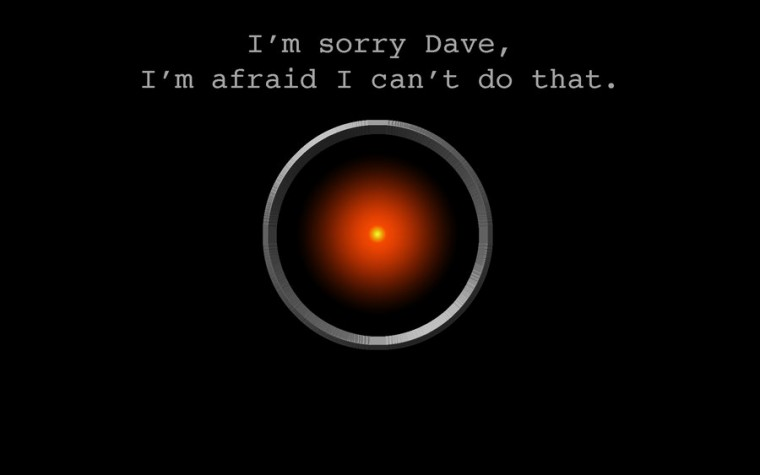 I’m sorry Dave,
I’m afraid I can’t do that.